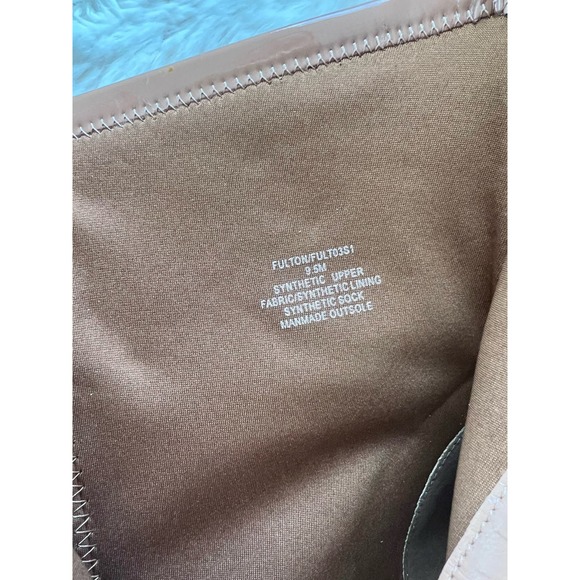 FULTON/FULT03S1
9.5M
SYNTHETIC UPPER
FABRIC/SYNTHETIC LINING
SYNTHETIC SOCK
MANMADE OUTSOLE